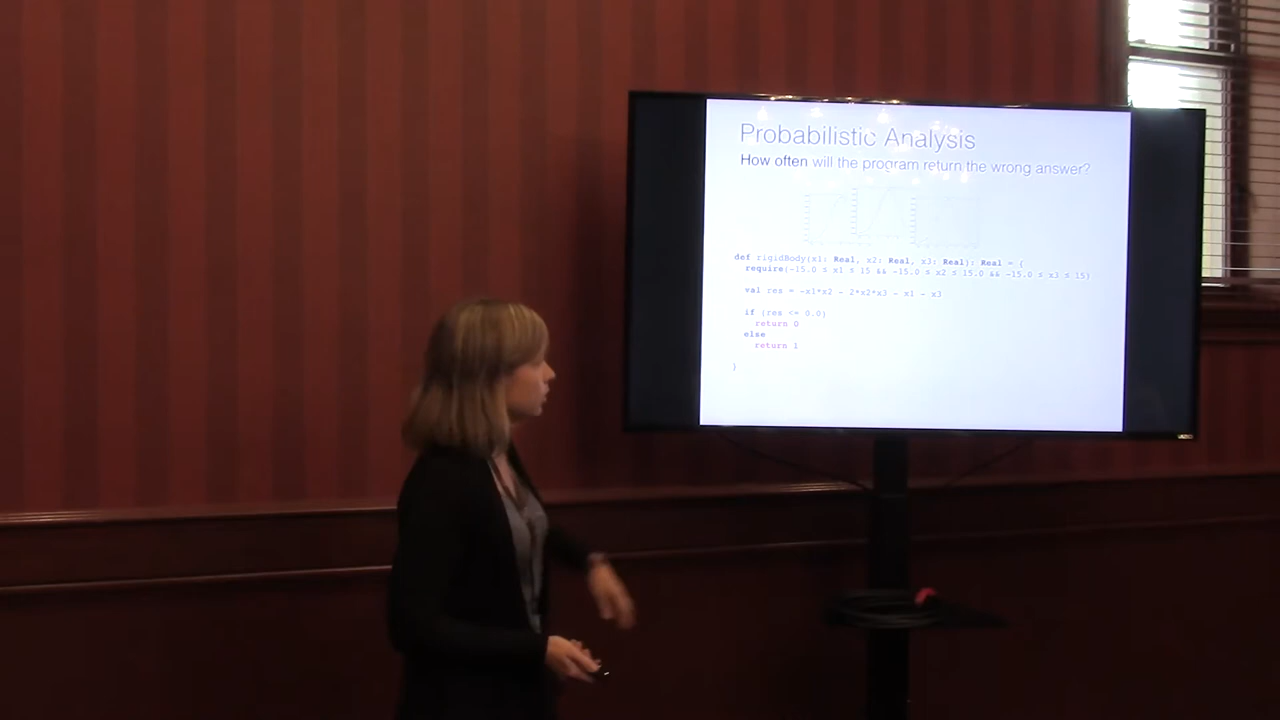 Probabilistic Analysis
How often will the program return the wrong answer?
def rigidBody(x1: Real, x2: Real, x3: Real): Real = {
require(-15.0 ≤ x1 ≤ 15 && -15.0 ≤ x2 ≤ 15.0 && -15.0 ≤ x3 ≤ 15)
val res = -x1*x2 - 2*x2*x3 - x1 - x3
if (res <= 0.0)
return 0
else
return 1
}